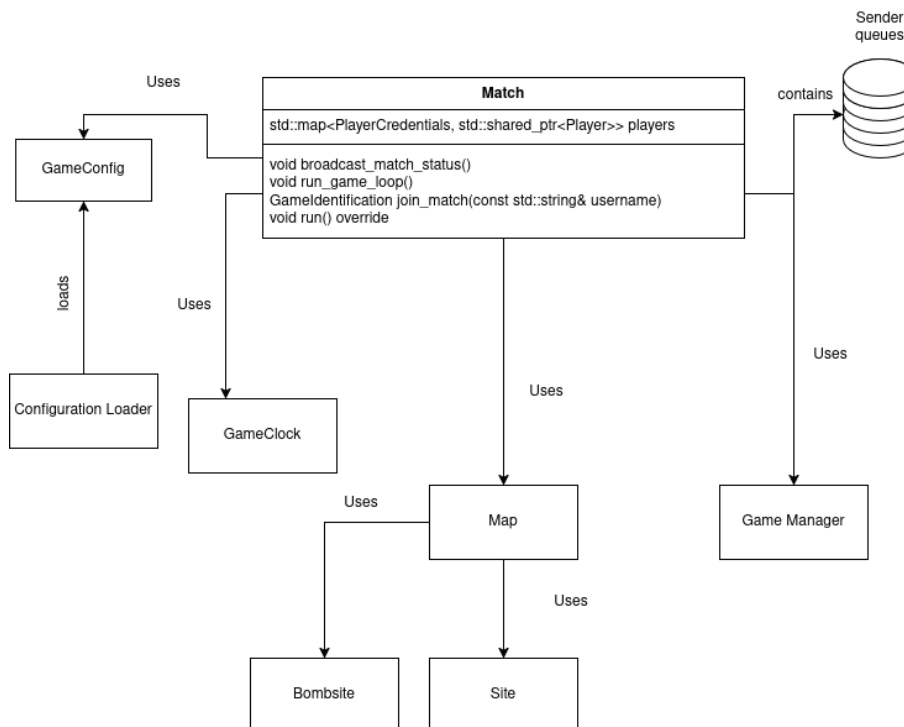 Sender
queues
Uses
Match
contains
std::map<PlayerCredentials, std::shared_ptr<Player>> players
GameConfig
void broadcast_match_status()
void run_game_loop()
GameIdentification join_match(const std::string& username)
void run() override
loads
Uses
Uses
Uses
Configuration Loader
GameClock
Uses
Map
Game Manager
Uses
Bombsite
Site